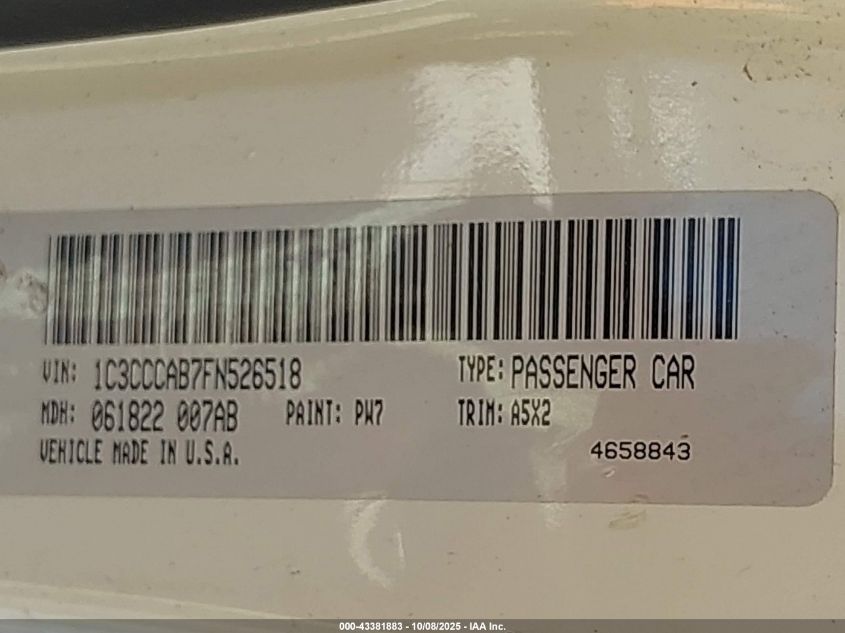 VIN: 1C3CCCAB7FN526518 TYPE: PASSENGER CAR
MDH: 061822 007AB PAINT: PW7 TRIM: A5X2
VEHICLE MADE IN U.S.A. 4658843
000-43381883 - 10/08/2025 - IAA Inc.